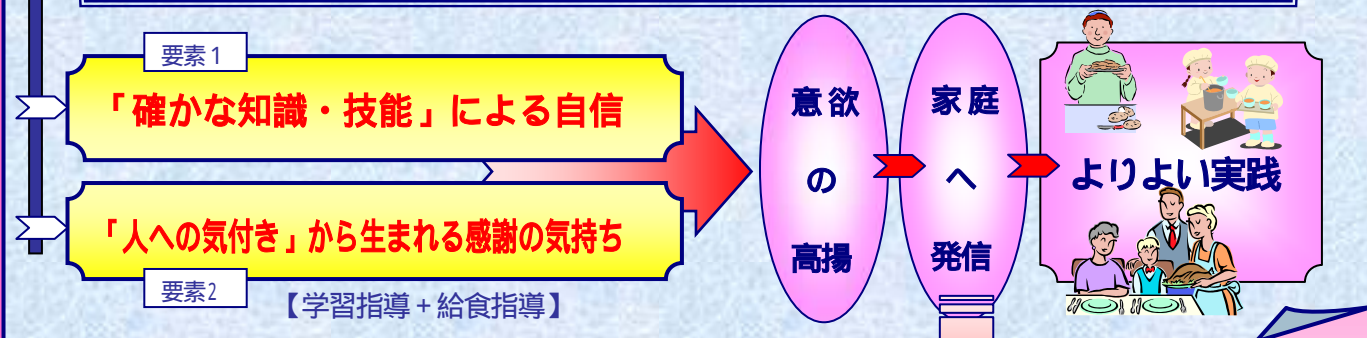 要素1
「確かな知識・技能」による自信
「人への気付き」から生まれる感謝の気持ち
要素2
【学習指導+給食指導】
意欲
の
高揚
家庭
へ
発信
よりよい実践